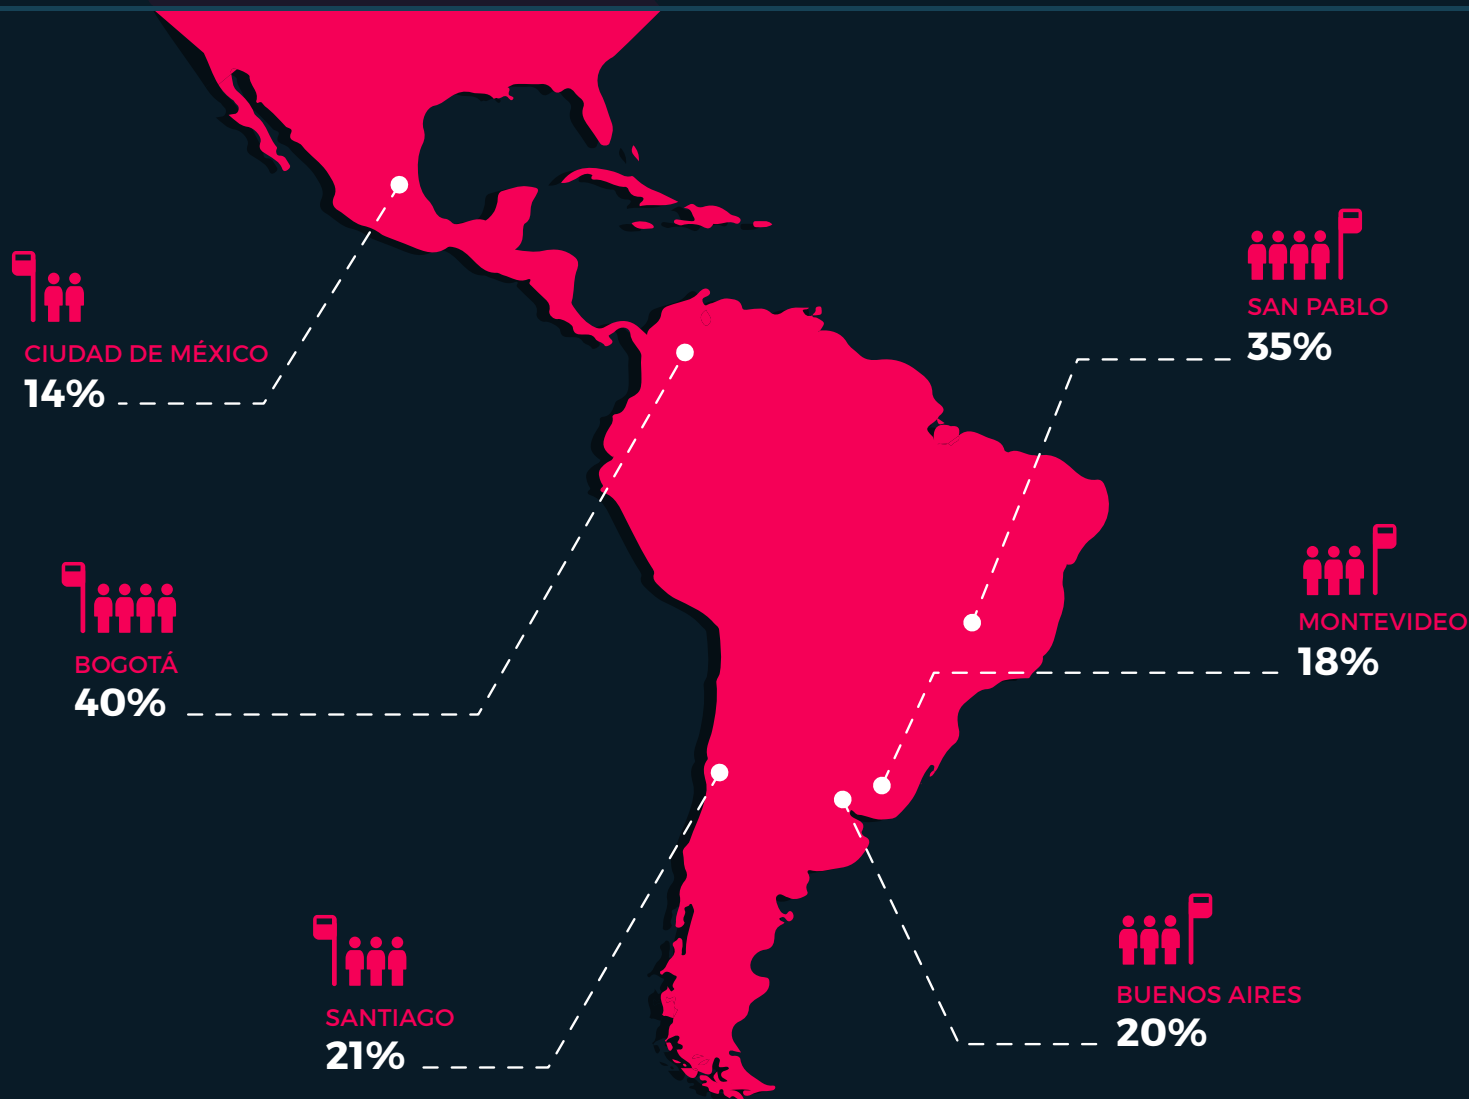 CIUDAD DE MÉXICO
14%
BOGOTÁ
40%
SANTIAGO
21%
SAN PABLO
35%
MONTEVIDEO
18%
BUENOS AIRES
20%